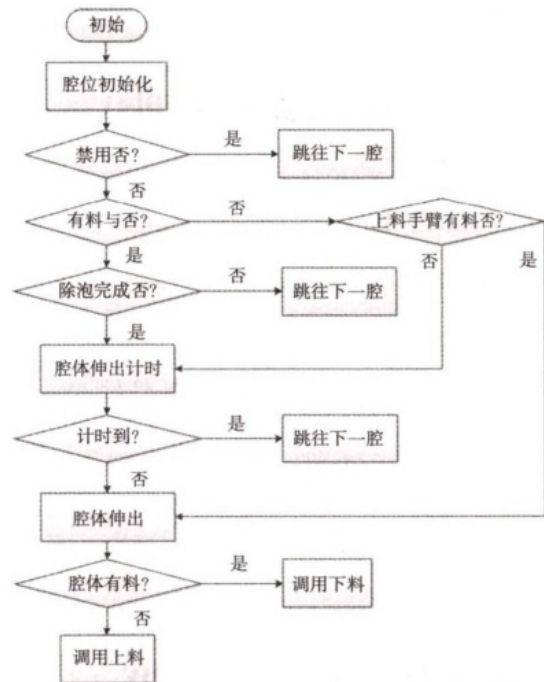 初始
腔位初始化
禁用否?
是
跳往下一腔
否
有料与否?
否
上料手臂有料否?
是
否
是
除泡完成否?
否
跳往下一腔
是
腔体伸出计时
计时到?
是
跳往下一腔
否
腔体伸出
腔体有料?
是
调用下料
否
调用上料